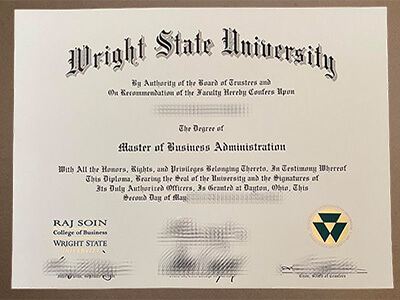 Wright State University
By Authority of the Board of Trustees and
On Recommendation of the Faculty Hereby Confers Upon
The Degree of
Master of Business Administration
With All the Honors, Rights, and Privileges Belonging Thereto, In Testimony Whereof
This Diploma, Bearing the Seal of the University and the Signatures of
Its Duly Authorized Officers, Is Granted at Dayton, Ohio, This
Second Day of May
RAJ SOIN
College of Business
WRIGHT STATE